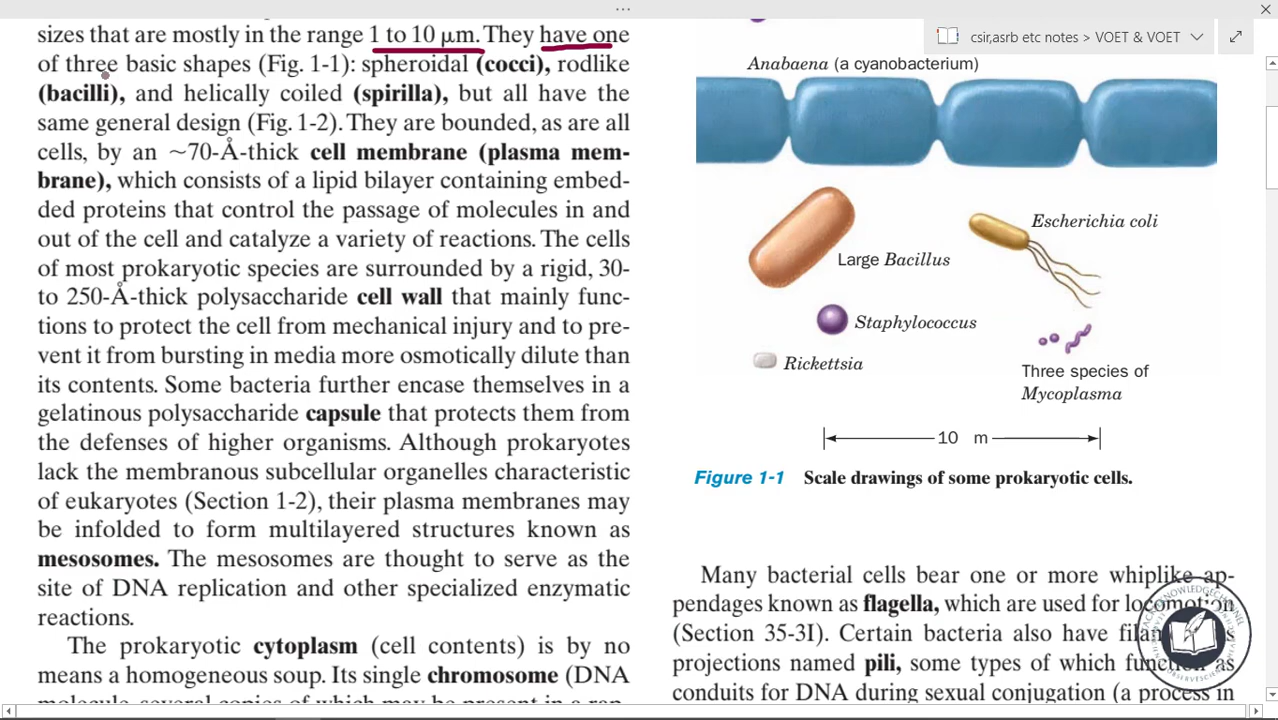 csir,asrb etc notes > VOET & VOET
sizes that are mostly in the range 1 to 10 μm. They have one
of three basic shapes (Fig. 1-1): spheroidal (cocci), rodlike
(bacilli), and helically coiled (spirilla), but all have the
same general design (Fig. 1-2). They are bounded, as are all
cells, by an ~70-Å-thick cell membrane (plasma mem-
brane), which consists of a lipid bilayer containing embed-
ded proteins that control the passage of molecules in and
out of the cell and catalyze a variety of reactions. The cells
of most prokaryotic species are surrounded by a rigid, 30-
to 250-Å-thick polysaccharide cell wall that mainly func-
tions to protect the cell from mechanical injury and to pre-
vent it from bursting in media more osmotically dilute than
its contents. Some bacteria further encase themselves in a
gelatinous polysaccharide capsule that protects them from
the defenses of higher organisms. Although prokaryotes
lack the membranous subcellular organelles characteristic
of eukaryotes (Section 1-2), their plasma membranes may
be infolded to form multilayered structures known as
mesosomes. The mesosomes are thought to serve as the
site of DNA replication and other specialized enzymatic
reactions.
The prokaryotic cytoplasm (cell contents) is by no
means a homogeneous soup. Its single chromosome (DNA
Anabaena (a cyanobacterium)
Escherichia coli
Large Bacillus
Staphylococcus
Rickettsia
Three species of
Mycoplasma
10 m
Figure 1-1 Scale drawings of some prokaryotic cells.
Many bacterial cells bear one or more whiplike ap-
pendages known as flagella, which are used for locomotion
(Section 35-3I). Certain bacteria also have
projections named pili, some types of which function as
conduits for DNA during sexual conjugation (a process in